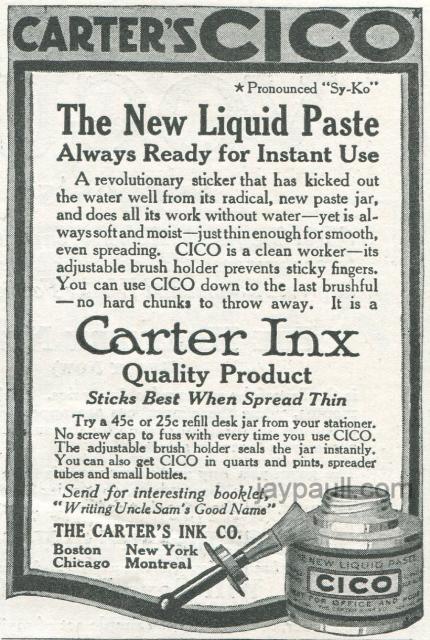 CARTER'S CICO*
★ Pronounced "Sy-Ko"
The New Liquid Paste
Always Ready for Instant Use
A revolutionary sticker that has kicked out
the water well from its radical, new paste jar,
and does all its work without water—yet is al-
ways soft and moist—just thin enough for smooth,
even spreading. CICO is a clean worker—its
adjustable brush holder prevents sticky fingers.
You can use CICO down to the last brushful
—no hard chunks to throw away. It is a
Carter Inx
Quality Product
Sticks Best When Spread Thin
Try a 45c or 25c refill desk jar from your stationer.
No screw cap to fuss with every time you use CICO.
The adjustable brush holder seals the jar instantly.
You can also get CICO in quarts and pints, spreader
tubes and small bottles.
Send for interesting booklet,
"Writing Uncle Sam's Good Name"
jaypaull.com
THE CARTER'S INK CO.
Boston New York
Chicago Montreal
THE NEW LIQUID PASTE
CICO
FOR OFFICE AND HOME